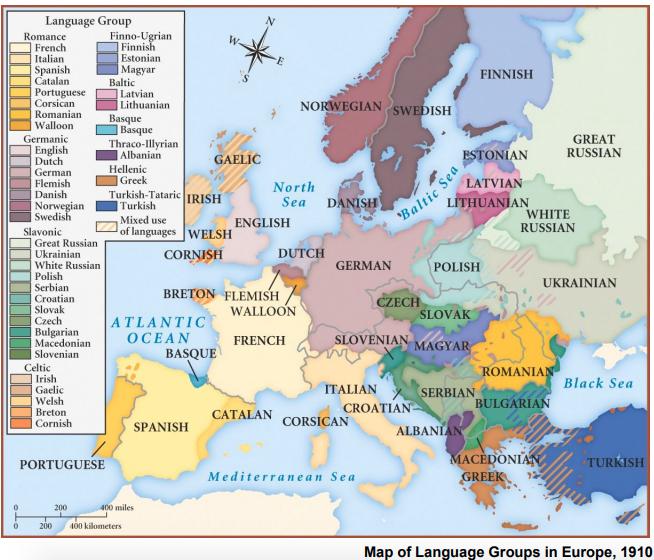 Language Group
Romance
French
Italian
Spanish
Catalan
Portuguese
Corsican
Romanian
Walloon
Germanic
English
Dutch
German
Flemish
Danish
Norwegian
Swedish
Slavonic
Great Russian
Ukrainian
White Russian
Polish
Serbian
Croatian
Slovak
Czech
Bulgarian
Macedonian
Slovenian
Celtic
Irish
Gaelic
Welsh
Breton
Cornish
Finno-Ugrian
Finnish
Estonian
Magyar
Baltic
Latvian
Lithuanian
Basque
Basque
Thraco-Illyrian
Albanian
Hellenic
Greek
Turkish-Tataric
Turkish
Mixed use
of languages
N
W
E
S
FINNISH
NORWEGIAN
SWEDISH
GREAT
RUSSIAN
GAELIC
ESTONIAN
LATVIAN
LITHUANIAN
North
Sea
Baltic Sea
IRISH
DANISH
WHITE
RUSSIAN
ENGLISH
WELSH
CORNISH
DUTCH
GERMAN
POLISH
UKRAINIAN
BRETON
FLEMISH
WALLOON
CZECH
SLOVAK
ATLANTIC
OCEAN
FRENCH
SLOVENIAN
MAGYAR
BASQUE
ROMANIAN
Black Sea
ITALIAN
SERBIAN
CROATIAN
BULGARIAN
CATALAN
CORSICAN
SPANISH
ALBANIAN
MACEDONIAN
GREEK
TURKISH
PORTUGUESE
Mediterranean Sea
0 200 400 miles
0 200 400 kilometers
Map of Language Groups in Europe, 1910